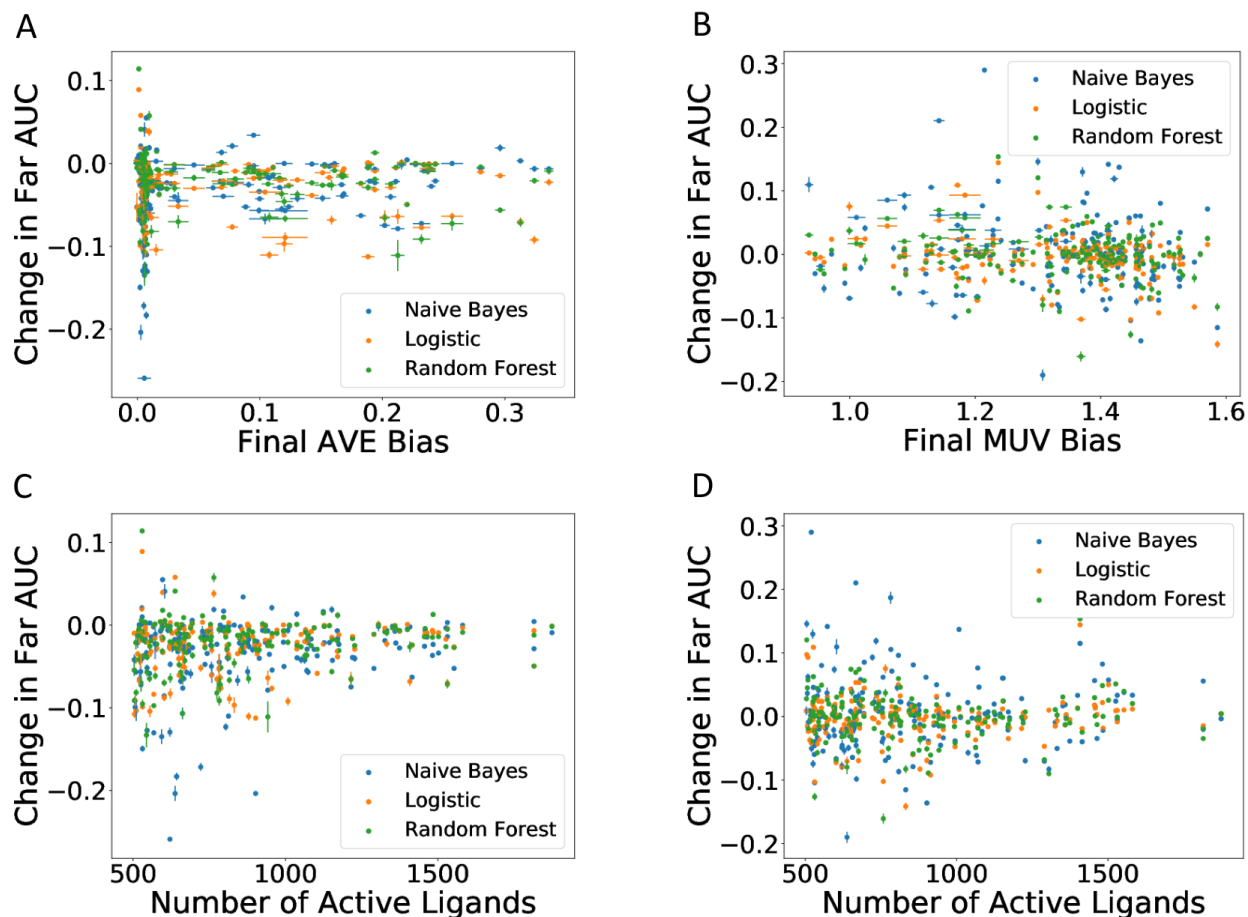 A
Change in Far AUC
0.1
0.0
−0.1
−0.2
0.0 0.1 0.2 0.3
Final AVE Bias
Naive Bayes
Logistic
Random Forest
B
Change in Far AUC
0.3
0.2
0.1
0.0
−0.1
−0.2
1.0 1.2 1.4 1.6
Final MUV Bias
Naive Bayes
Logistic
Random Forest
C
Change in Far AUC
0.1
0.0
−0.1
−0.2
500 1000 1500
Number of Active Ligands
Naive Bayes
Logistic
Random Forest
D
Change in Far AUC
0.3
0.2
0.1
0.0
−0.1
−0.2
500 1000 1500
Number of Active Ligands
Naive Bayes
Logistic
Random Forest